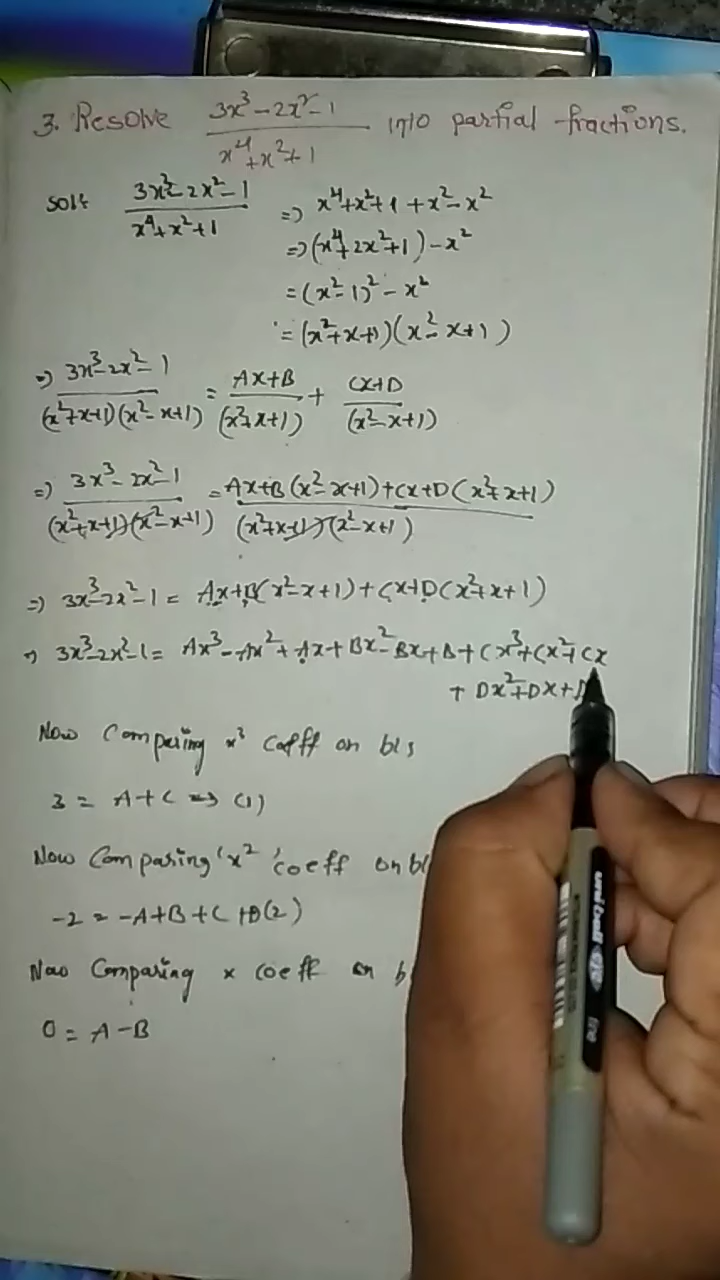 3. Resolve 3x³-2x²-1 / x⁴+x²+1 into partial fractions.
Sol:- 3x²-2x²-1 / x⁴+x²+1 => x⁴+x²+1+x²-x²
=> (x⁴+2x²+1)-x²
= (x²-1)²-x²
= (x²+x+1)(x²-x+1)
=> 3x³-2x²-1 / (x²+x+1)(x²-x+1) = Ax+B / (x²+x+1) + Cx+D / (x²-x+1)
=> 3x³-2x²-1 / (x²+x+1)(x²-x+1) = Ax+B(x²-x+1)+Cx+D(x²+x+1) / (x²+x+1)(x²-x+1)
=> 3x³-2x²-1 = Ax+B(x²-x+1)+Cx+D(x²+x+1)
=> 3x³-2x²-1 = Ax³-Ax²+Ax+Bx²-Bx+B+Cx³+Cx²+Cx
+ Dx²+Dx+D
Now Comparing x³ Coeff on b|s
3 = A+C => (1)
Now Comparing 'x²' coeff on b|
-2 = -A+B+C+D(2)
Now Comparing x coeff on b
0 = A-B
uni-ball eye
fine